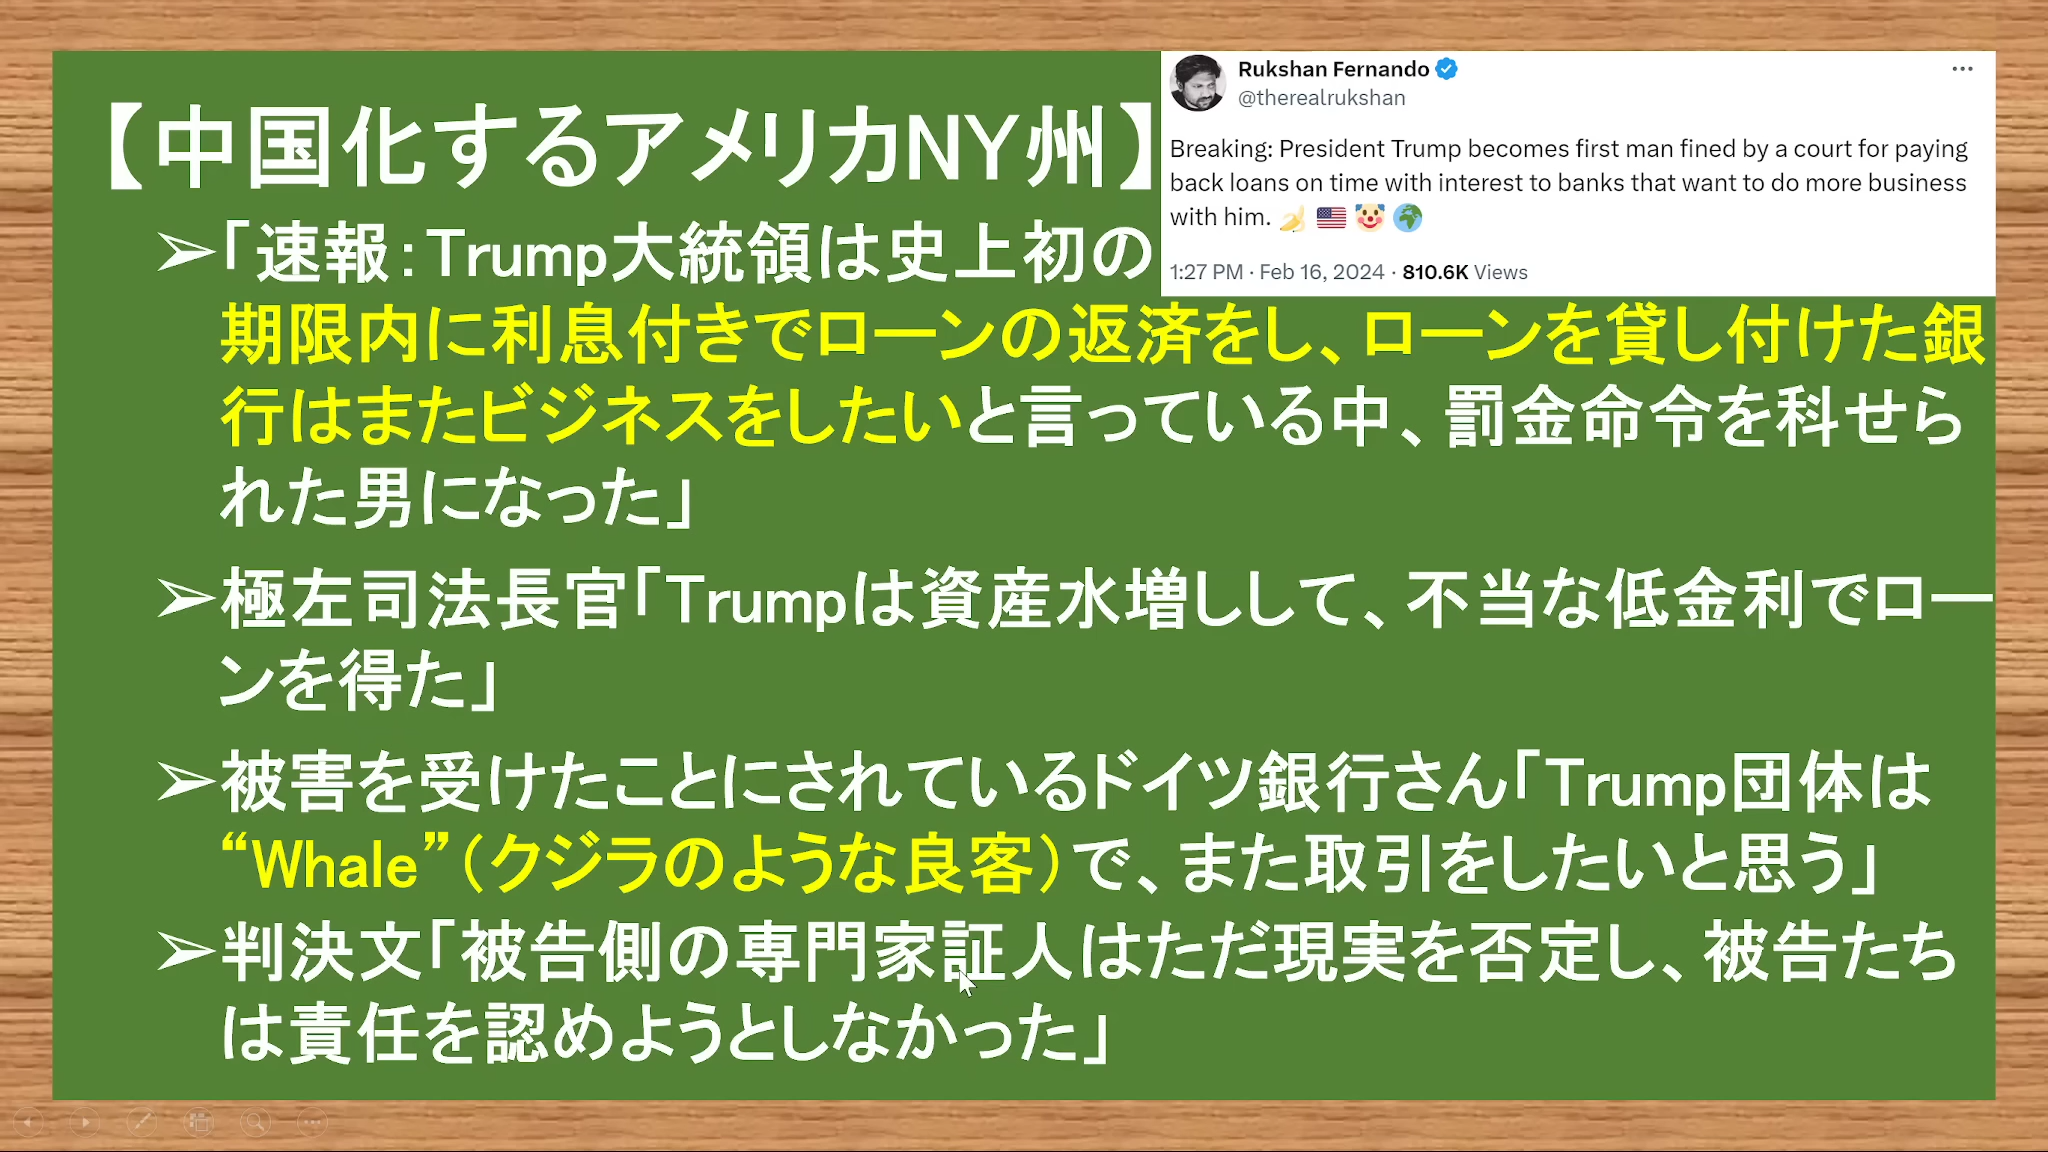 【中国化するアメリカNY州】
Rukshan Fernando
@therealrukshan
Breaking: President Trump becomes first man fined by a court for paying
back loans on time with interest to banks that want to do more business
with him. 🍌 🇺🇸 🤡 🌍
1:27 PM · Feb 16, 2024 · 810.6K Views
➢「速報：Trump大統領は史上初の
期限内に利息付きでローンの返済をし、ローンを貸し付けた銀
行はまたビジネスをしたいと言っている中、罰金命令を科せら
れた男になった」
➢極左司法長官「Trumpは資産水増しして、不当な低金利でロー
ンを得た」
➢被害を受けたことにされているドイツ銀行さん「Trump団体は
“Whale”（クジラのような良客）で、また取引をしたいと思う」
➢判決文「被告側の専門家証人はただ現実を否定し、被告たち
は責任を認めようとしなかった」